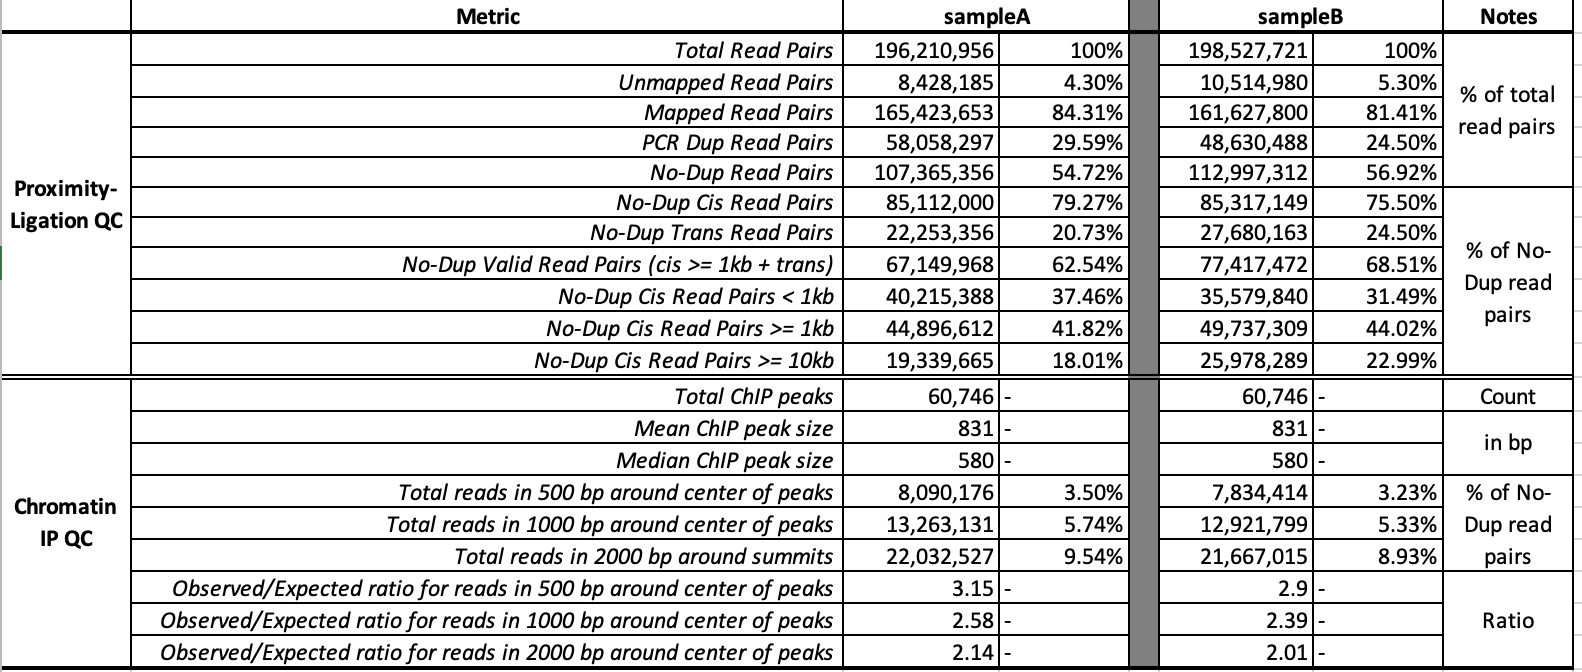 Metric sampleA sampleB Notes
Total Read Pairs 196,210,956 100% 198,527,721 100%
Unmapped Read Pairs 8,428,185 4.30% 10,514,980 5.30%
% of total
read pairs
Mapped Read Pairs 165,423,653 84.31% 161,627,800 81.41%
PCR Dup Read Pairs 58,058,297 29.59% 48,630,488 24.50%
No-Dup Read Pairs 107,365,356 54.72% 112,997,312 56.92%
Proximity-
Ligation QC
No-Dup Cis Read Pairs 85,112,000 79.27% 85,317,149 75.50%
No-Dup Trans Read Pairs 22,253,356 20.73% 27,680,163 24.50%
No-Dup Valid Read Pairs (cis >= 1kb + trans) 67,149,968 62.54% 77,417,472 68.51%
% of No-
Dup read
pairs
No-Dup Cis Read Pairs < 1kb 40,215,388 37.46% 35,579,840 31.49%
No-Dup Cis Read Pairs >= 1kb 44,896,612 41.82% 49,737,309 44.02%
No-Dup Cis Read Pairs >= 10kb 19,339,665 18.01% 25,978,289 22.99%
Total ChIP peaks 60,746 - 60,746 - Count
Mean ChIP peak size 831 - 831 -
in bp
Median ChIP peak size 580 - 580 -
Chromatin
IP QC
Total reads in 500 bp around center of peaks 8,090,176 3.50% 7,834,414 3.23%
% of No-
Dup read
pairs
Total reads in 1000 bp around center of peaks 13,263,131 5.74% 12,921,799 5.33%
Total reads in 2000 bp around summits 22,032,527 9.54% 21,667,015 8.93%
Observed/Expected ratio for reads in 500 bp around center of peaks 3.15 - 2.9 -
Observed/Expected ratio for reads in 1000 bp around center of peaks 2.58 - 2.39 - Ratio
Observed/Expected ratio for reads in 2000 bp around center of peaks 2.14 - 2.01 -